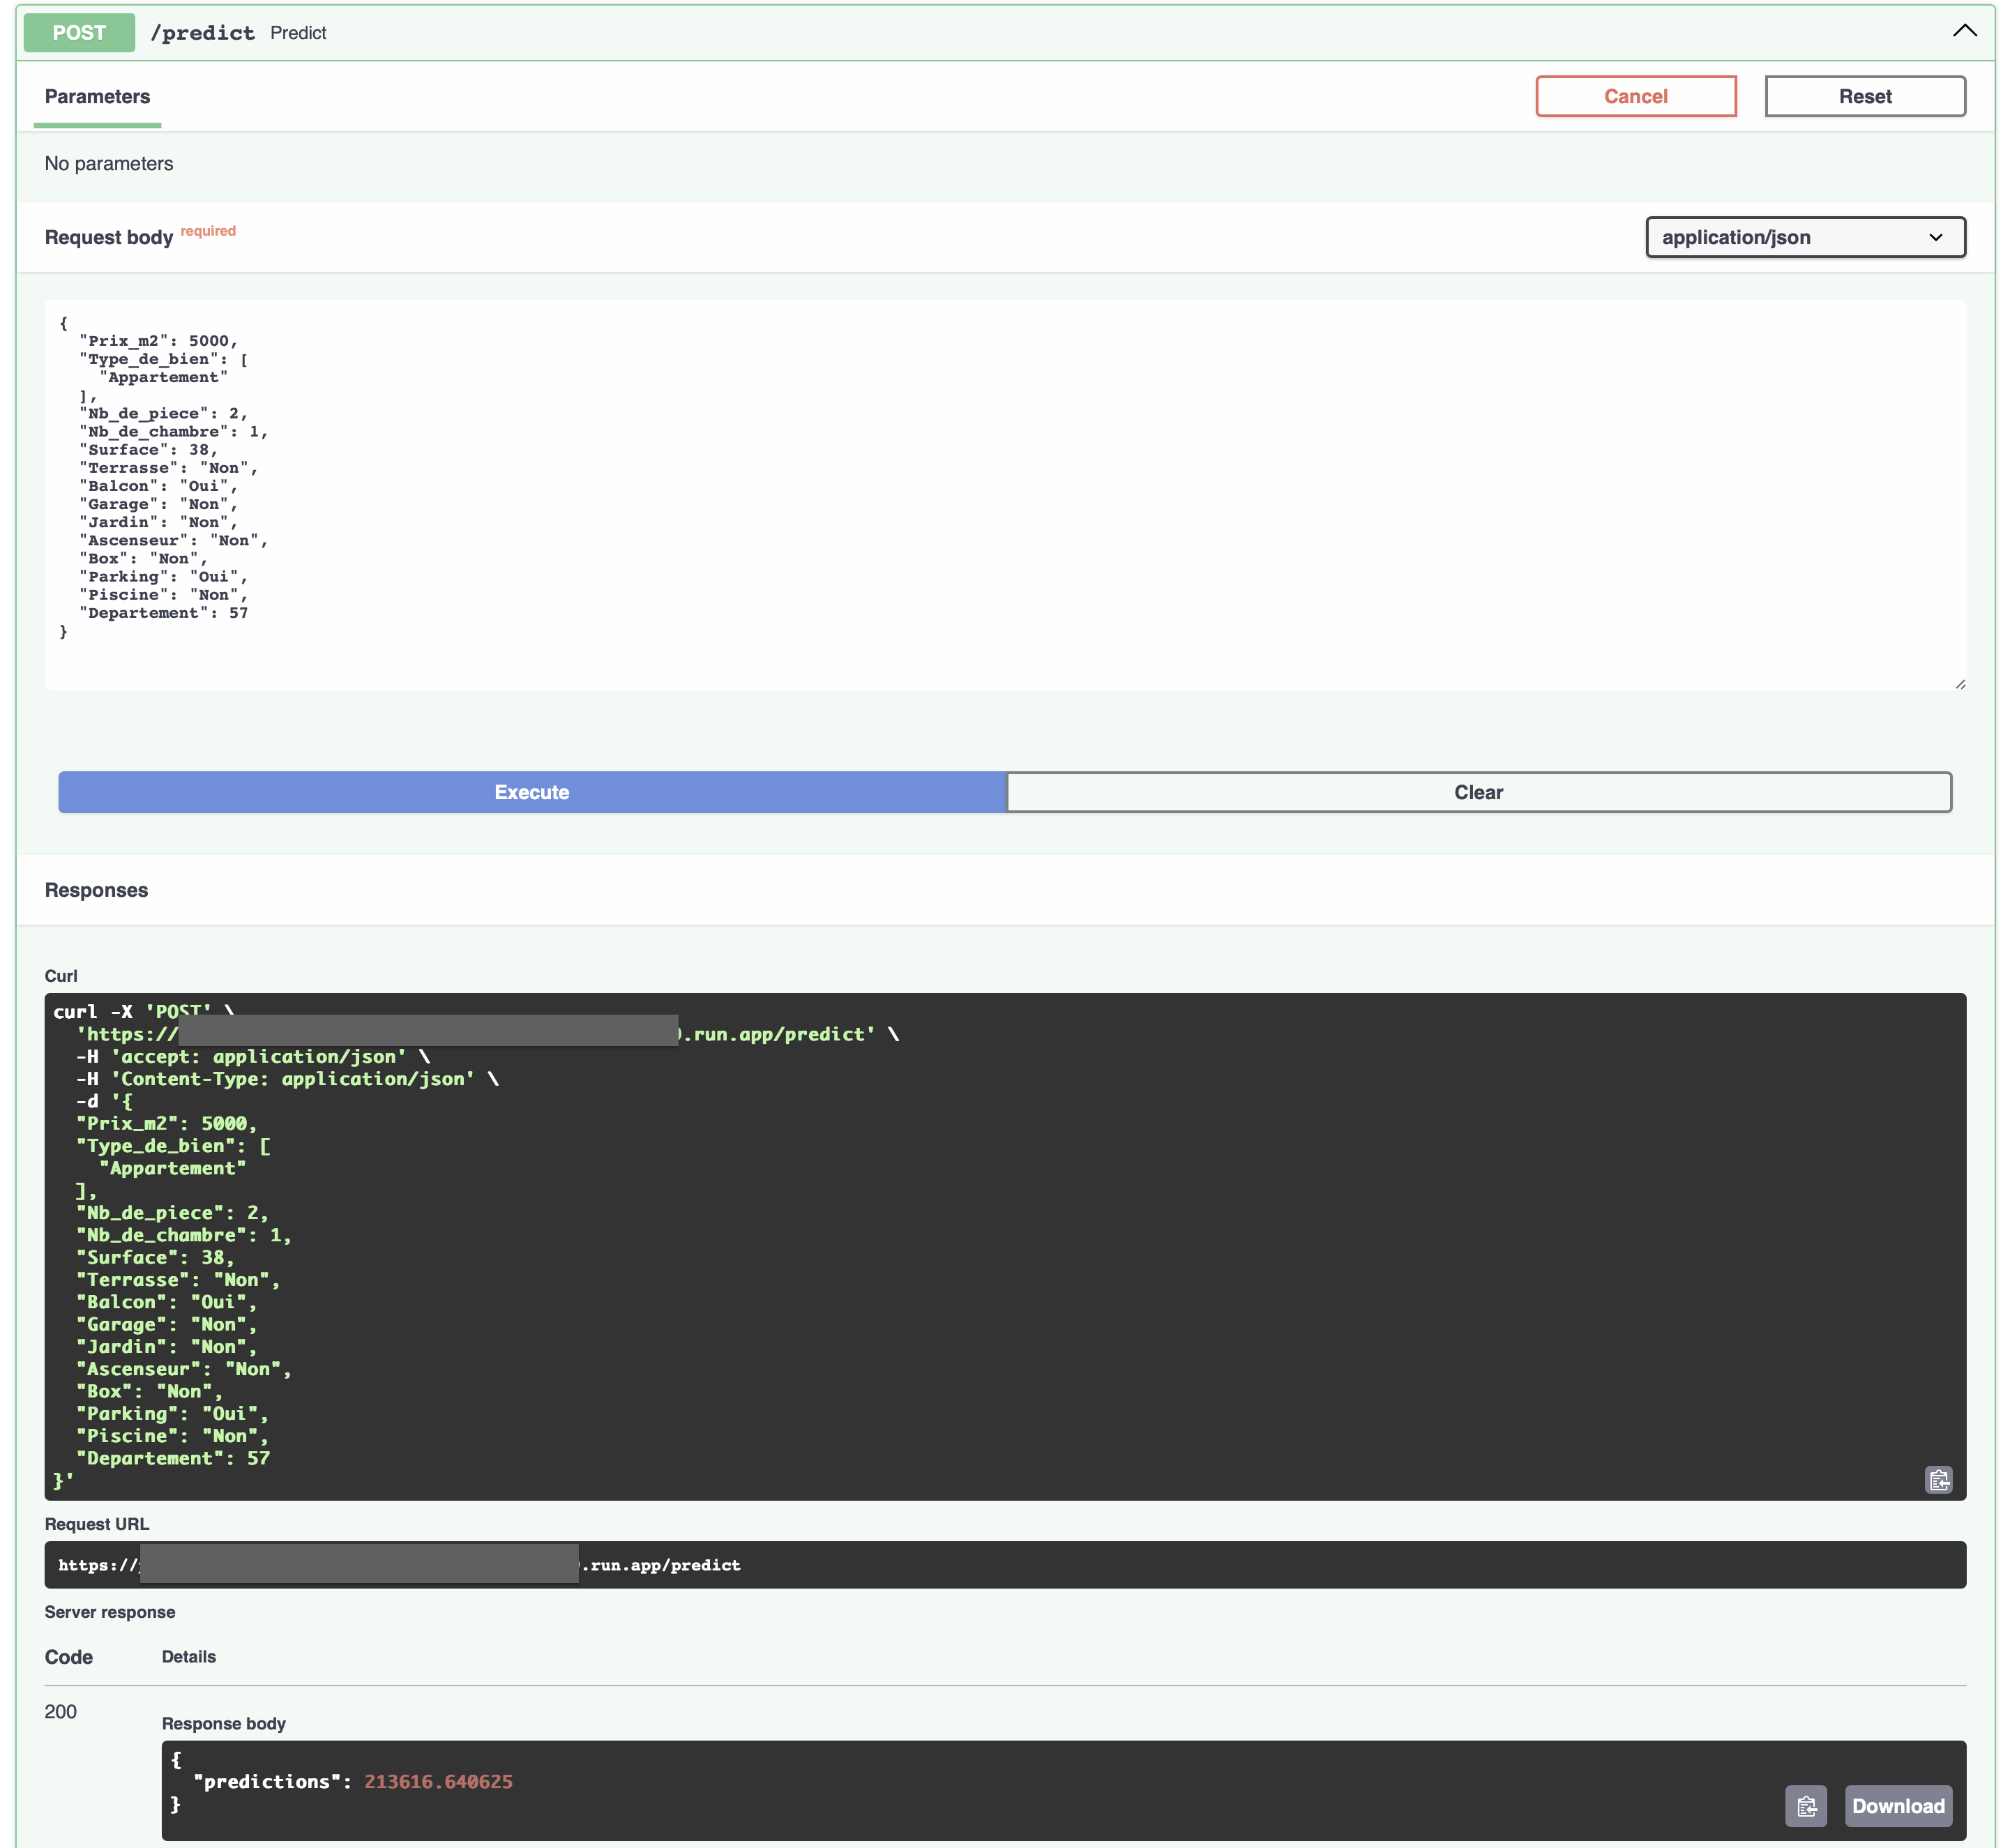 POST /predict Predict
Parameters
Cancel
Reset
No parameters
Request body required
application/json
{
  "Prix_m2": 5000,
  "Type_de_bien": [
    "Appartement"
  ],
  "Nb_de_piece": 2,
  "Nb_de_chambre": 1,
  "Surface": 38,
  "Terrasse": "Non",
  "Balcon": "Oui",
  "Garage": "Non",
  "Jardin": "Non",
  "Ascenseur": "Non",
  "Box": "Non",
  "Parking": "Oui",
  "Piscine": "Non",
  "Departement": 57
}
Execute
Clear
Responses
Curl
curl -X 'POST' \
  'https:// .run.app/predict' \
  -H 'accept: application/json' \
  -H 'Content-Type: application/json' \
  -d '{
  "Prix_m2": 5000,
  "Type_de_bien": [
    "Appartement"
  ],
  "Nb_de_piece": 2,
  "Nb_de_chambre": 1,
  "Surface": 38,
  "Terrasse": "Non",
  "Balcon": "Oui",
  "Garage": "Non",
  "Jardin": "Non",
  "Ascenseur": "Non",
  "Box": "Non",
  "Parking": "Oui",
  "Piscine": "Non",
  "Departement": 57
}'
Request URL
https:// .run.app/predict
Server response
Code Details
200
Response body
{
  "predictions": 213616.640625
}
Download